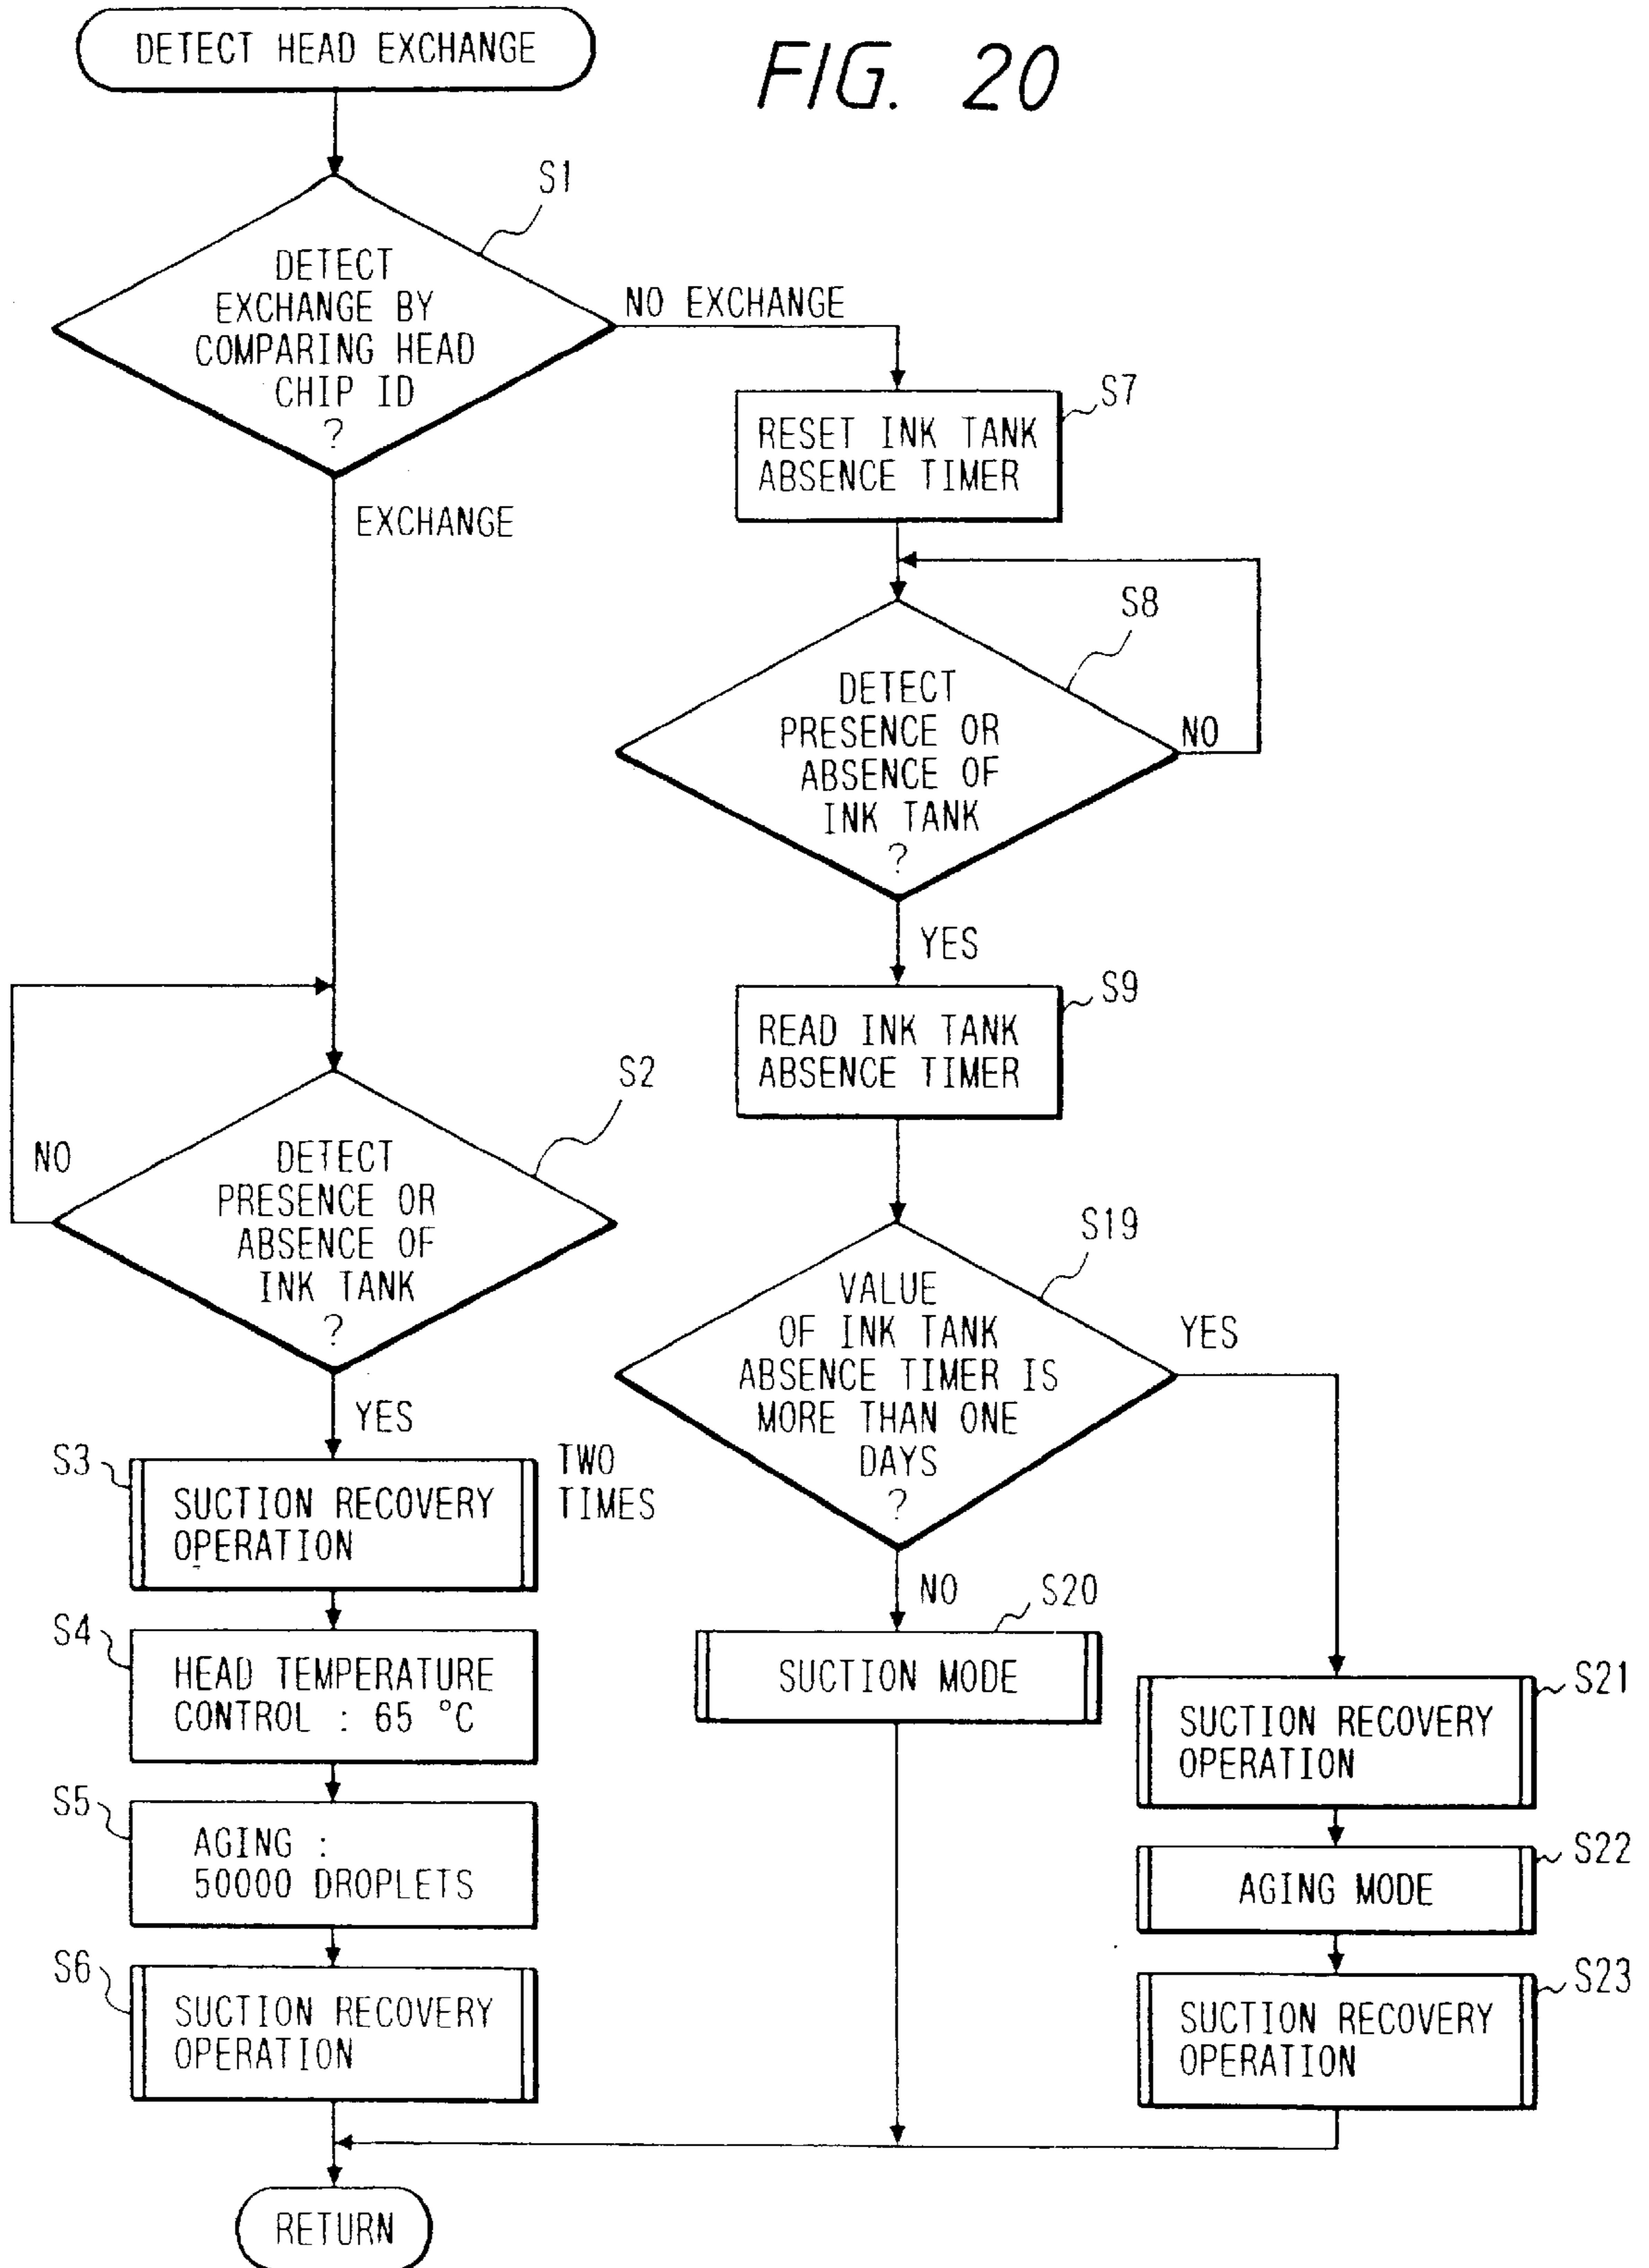 DETECT HEAD EXCHANGE
FIG. 20
S1
DETECT
EXCHANGE BY
COMPARING HEAD
CHIP ID
?
NO EXCHANGE
EXCHANGE
S7
RESET INK TANK
ABSENCE TIMER
S8
DETECT
PRESENCE OR
ABSENCE OF
INK TANK
?
NO
YES
S9
READ INK TANK
ABSENCE TIMER
S2
DETECT
PRESENCE OR
ABSENCE OF
INK TANK
?
NO
YES
S19
VALUE
OF INK TANK
ABSENCE TIMER IS
MORE THAN ONE
DAYS
?
YES
NO
S3
SUCTION RECOVERY
OPERATION
TWO
TIMES
S4
HEAD TEMPERATURE
CONTROL : 65 °C
S5
AGING :
50000 DROPLETS
S6
SUCTION RECOVERY
OPERATION
S20
SUCTION MODE
S21
SUCTION RECOVERY
OPERATION
S22
AGING MODE
S23
SUCTION RECOVERY
OPERATION
RETURN